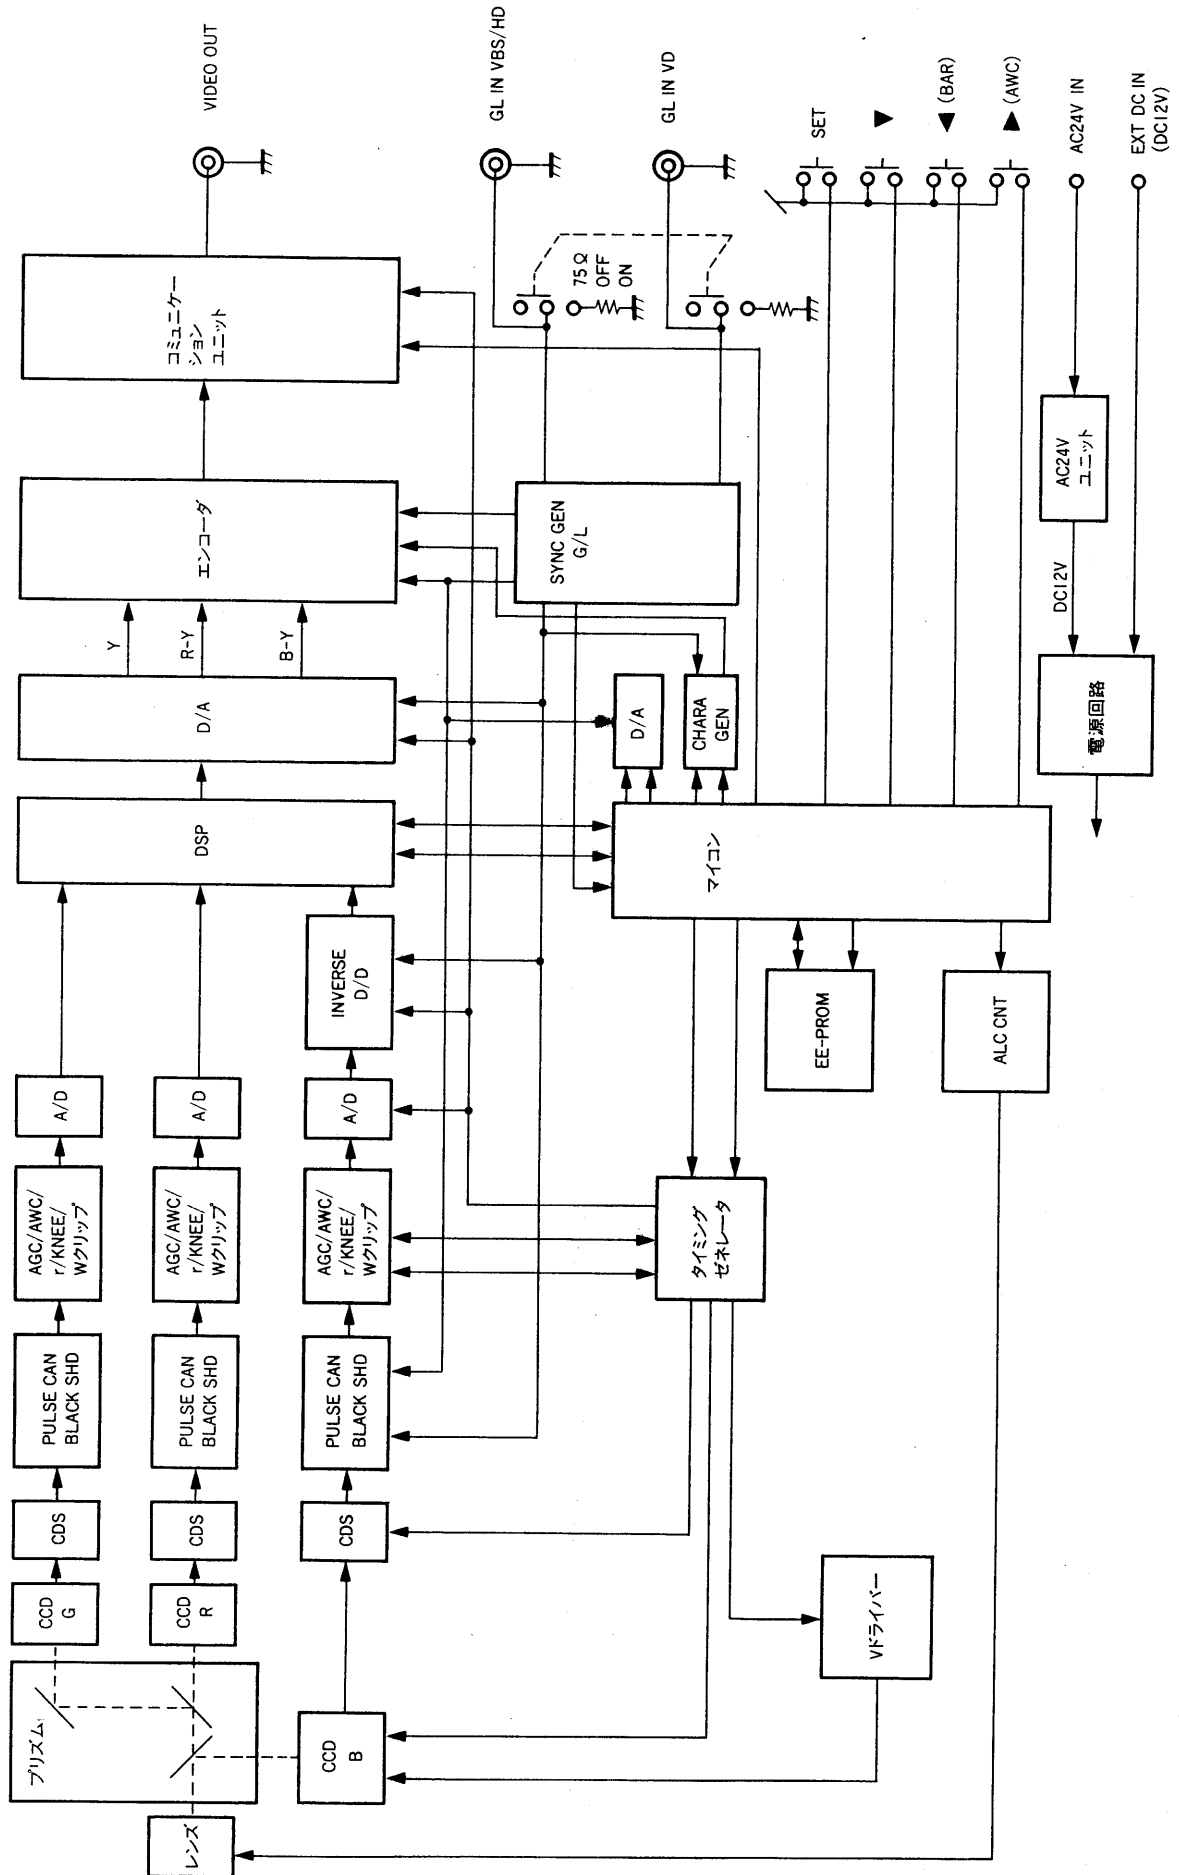 レンズ
プリズム
CCD
G
CDS
PULSE CAN
BLACK SHD
AGC/AWC/
r/KNEE/
Wクリップ
A/D
CCD
R
CDS
PULSE CAN
BLACK SHD
AGC/AWC/
r/KNEE/
Wクリップ
A/D
CCD
B
CDS
PULSE CAN
BLACK SHD
AGC/AWC/
r/KNEE/
Wクリップ
A/D
INVERSE
D/D
DSP
D/A
Y
R-Y
B-Y
エンコーダ
コミュニケー
ション
ユニット
VIDEO OUT
GL IN VBS/HD
75Ω
OFF
ON
GL IN VD
SYNC GEN
G/L
D/A
CHARA
GEN
マイコン
タイミング
ゼネレータ
Vドライバー
EE-PROM
ALC CNT
SET
▼
◀ (BAR)
▶ (AWC)
AC24V IN
AC24V
ユニット
DC12V
EXT DC IN
(DC12V)
電源回路